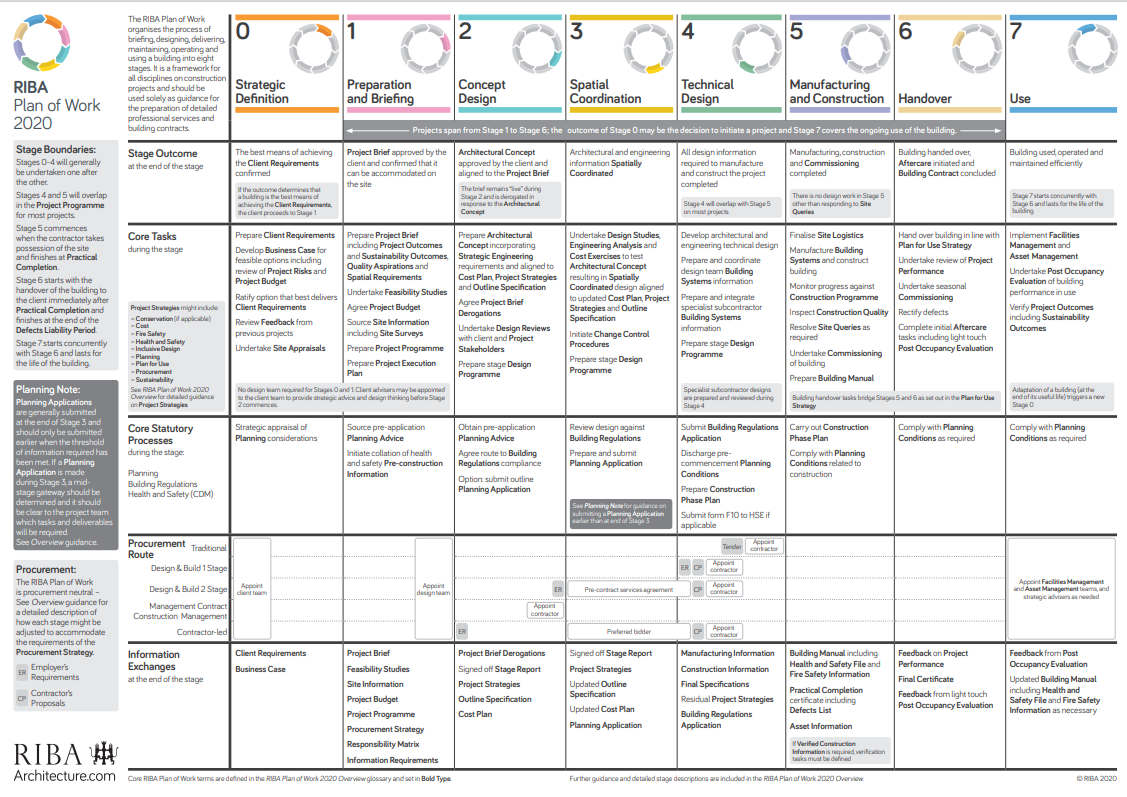 RIBA
Plan of Work
2020
The RIBA Plan of Work
organises the process of
briefing, designing, delivering,
maintaining, operating and
using a building into eight
stages. It is a framework for
all disciplines on construction
projects and should be
used solely as guidance for
the preparation of detailed
professional services and
building contracts.
0
Strategic
Definition
1
Preparation
and Briefing
2
Concept
Design
3
Spatial
Coordination
4
Technical
Design
5
Manufacturing
and Construction
6
Handover
7
Use
Projects span from Stage 1 to Stage 6; the outcome of Stage 0 may be the decision to initiate a project and Stage 7 covers the ongoing use of the building.
Stage Boundaries:
Stages 0-4 will generally
be undertaken one after
the other.
Stages 4 and 5 will overlap
in the Project Programme
for most projects.
Stage 5 commences
when the contractor takes
possession of the site
and finishes at Practical
Completion.
Stage 6 starts with the
handover of the building to
the client immediately after
Practical Completion and
finishes at the end of the
Defects Liability Period.
Stage 7 starts concurrently
with Stage 6 and lasts for
the life of the building.
Planning Note:
Planning Applications
are generally submitted
at the end of Stage 3 and
should only be submitted
earlier when the threshold
of information required has
been met. If a Planning
Application is made
during Stage 3, a mid-
stage gateway should be
determined and it should
be clear to the project team
which tasks and deliverables
will be required.
See Overview guidance.
Procurement:
The RIBA Plan of Work
is procurement neutral –
See Overview guidance for
a detailed description of
how each stage might be
adjusted to accommodate
the requirements of the
Procurement Strategy.
ER
Employer's
Requirements
CP
Contractor's
Proposals
RIBA
Architecture.com
Stage Outcome
at the end of the stage
The best means of achieving
the Client Requirements
confirmed
If the outcome determines that
a building is the best means of
achieving the Client Requirements,
the client proceeds to Stage 1
Project Brief approved by the
client and confirmed that it
can be accommodated on
the site
Architectural Concept
approved by the client and
aligned to the Project Brief
The brief remains "live" during
Stage 2 and is derogated in
response to the Architectural
Concept
Architectural and engineering
information Spatially
Coordinated
All design information
required to manufacture
and construct the project
completed
Stage 4 will overlap with Stage 5
on most projects
Manufacturing, construction
and Commissioning
completed
There is no design work in Stage 5
other than responding to Site
Queries
Building handed over,
Aftercare initiated and
Building Contract concluded
Building used, operated and
maintained efficiently
Stage 7 starts concurrently with
Stage 6 and lasts for the life of the
building
Core Tasks
during the stage
Project Strategies might include:
– Conservation (if applicable)
– Cost
– Fire Safety
– Health and Safety
– Inclusive Design
– Planning
– Plan for Use
– Procurement
– Sustainability
See RIBA Plan of Work 2020
Overview for detailed guidance
on Project Strategies
Prepare Client Requirements
Develop Business Case for
feasible options including
review of Project Risks and
Project Budget
Ratify option that best delivers
Client Requirements
Review Feedback from
previous projects
Undertake Site Appraisals
Prepare Project Brief
including Project Outcomes
and Sustainability Outcomes,
Quality Aspirations and
Spatial Requirements
Undertake Feasibility Studies
Agree Project Budget
Source Site Information
including Site Surveys
Prepare Project Programme
Prepare Project Execution
Plan
No design team required for Stages 0 and 1. Client advisers may be appointed
to the client team to provide strategic advice and design thinking before Stage
2 commences.
Prepare Architectural
Concept incorporating
Strategic Engineering
requirements and aligned to
Cost Plan, Project Strategies
and Outline Specification
Agree Project Brief
Derogations
Undertake Design Reviews
with client and Project
Stakeholders
Prepare stage Design
Programme
Undertake Design Studies,
Engineering Analysis and
Cost Exercises to test
Architectural Concept
resulting in Spatially
Coordinated design aligned
to updated Cost Plan, Project
Strategies and Outline
Specification
Initiate Change Control
Procedures
Prepare stage Design
Programme
Develop architectural and
engineering technical design
Prepare and coordinate
design team Building
Systems information
Prepare and integrate
specialist subcontractor
Building Systems
information
Prepare stage Design
Programme
Specialist subcontractor designs
are prepared and reviewed during
Stage 4
Finalise Site Logistics
Manufacture Building
Systems and construct
building
Monitor progress against
Construction Programme
Inspect Construction Quality
Resolve Site Queries as
required
Undertake Commissioning
of building
Prepare Building Manual
Building handover tasks bridge Stages 5 and 6 as set out in the Plan for Use
Strategy
Hand over building in line with
Plan for Use Strategy
Undertake review of Project
Performance
Undertake seasonal
Commissioning
Rectify defects
Complete initial Aftercare
tasks including light touch
Post Occupancy Evaluation
Implement Facilities
Management and
Asset Management
Undertake Post Occupancy
Evaluation of building
performance in use
Verify Project Outcomes
including Sustainability
Outcomes
Adaptation of a building (at the
end of its useful life) triggers a new
Stage 0
Core Statutory
Processes
during the stage:
Planning
Building Regulations
Health and Safety (CDM)
Strategic appraisal of
Planning considerations
Source pre-application
Planning Advice
Initiate collation of health
and safety Pre-construction
Information
Obtain pre-application
Planning Advice
Agree route to Building
Regulations compliance
Option: submit outline
Planning Application
Review design against
Building Regulations
Prepare and submit
Planning Application
See Planning Note for guidance on
submitting a Planning Application
earlier than at end of Stage 3
Submit Building Regulations
Application
Discharge pre-
commencement Planning
Conditions
Prepare Construction
Phase Plan
Submit form F10 to HSE if
applicable
Carry out Construction
Phase Plan
Comply with Planning
Conditions related to
construction
Comply with Planning
Conditions as required
Comply with Planning
Conditions as required
Procurement
Route
Traditional
Tender
Appoint
contractor
Design & Build 1 Stage
ER
CP
Appoint
contractor
Appoint
client team
Appoint
design team
Design & Build 2 Stage
ER
Pre-contract services agreement
CP
Appoint
contractor
Management Contract
Construction Management
Appoint
contractor
Contractor-led
ER
Preferred bidder
CP
Appoint
contractor
Appoint Facilities Management
and Asset Management teams, and
strategic advisers as needed
Information
Exchanges
at the end of the stage
Client Requirements
Business Case
Project Brief
Feasibility Studies
Site Information
Project Budget
Project Programme
Procurement Strategy
Responsibility Matrix
Information Requirements
Project Brief Derogations
Signed off Stage Report
Project Strategies
Outline Specification
Cost Plan
Signed off Stage Report
Project Strategies
Updated Outline
Specification
Updated Cost Plan
Planning Application
Manufacturing Information
Construction Information
Final Specifications
Residual Project Strategies
Building Regulations
Application
Building Manual including
Health and Safety File and
Fire Safety Information
Practical Completion
certificate including
Defects List
Asset Information
If Verified Construction
Information is required, verification
tasks must be defined
Feedback on Project
Performance
Final Certificate
Feedback from light touch
Post Occupancy Evaluation
Feedback from Post
Occupancy Evaluation
Updated Building Manual
including Health and
Safety File and Fire Safety
Information as necessary
Core RIBA Plan of Work terms are defined in the RIBA Plan of Work 2020 Overview glossary and set in Bold Type.
Further guidance and detailed stage descriptions are included in the RIBA Plan of Work 2020 Overview.
© RIBA 2020